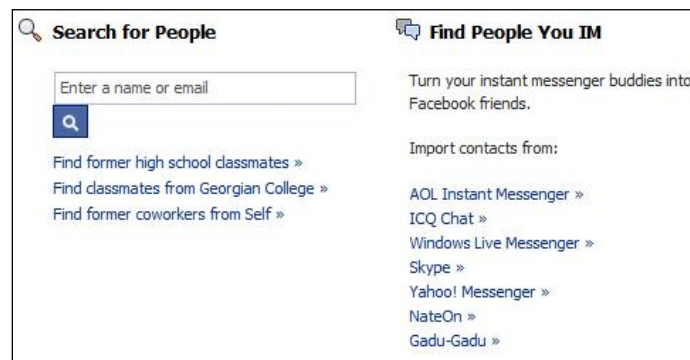 Search for People
Enter a name or email
Find former high school classmates »
Find classmates from Georgian College »
Find former coworkers from Self »
Find People You IM
Turn your instant messenger buddies into
Facebook friends.
Import contacts from:
AOL Instant Messenger »
ICQ Chat »
Windows Live Messenger »
Skype »
Yahoo! Messenger »
NateOn »
Gadu-Gadu »